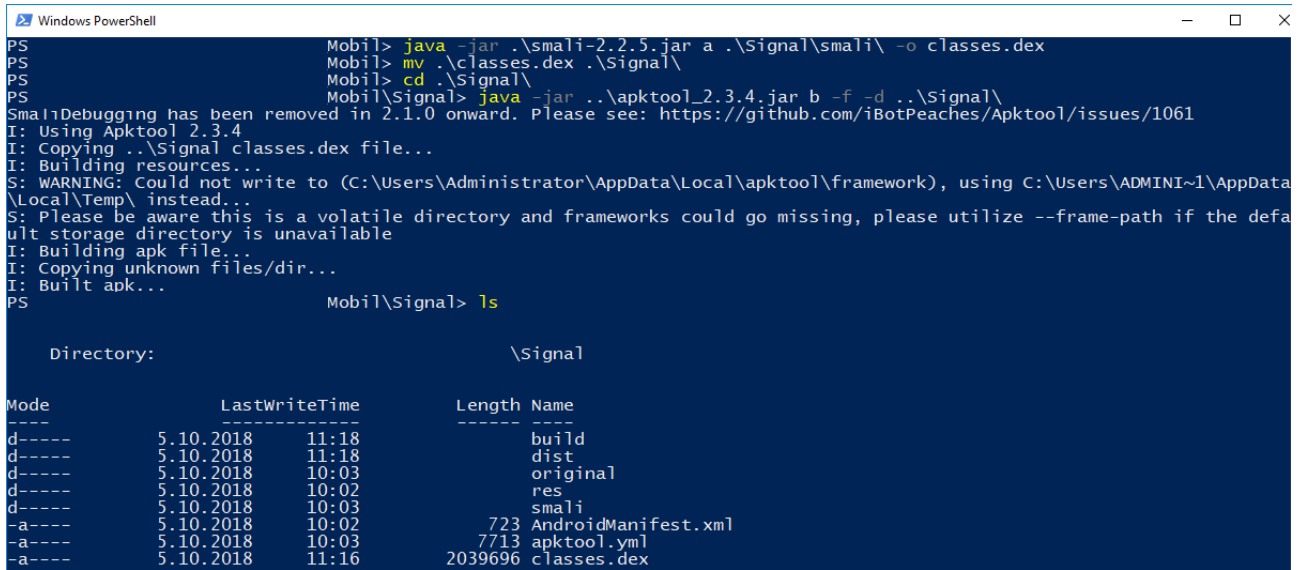 Windows PowerShell
PS Mobil> java -jar .\smali-2.2.5.jar a .\Signal\smali\ -o classes.dex
PS Mobil> mv .\classes.dex .\Signal\
PS Mobil> cd .\Signal\
PS Mobil\Signal> java -jar ..\apktool_2.3.4.jar b -f -d ..\Signal\
SmaliDebugging has been removed in 2.1.0 onward. Please see: https://github.com/iBotPeaches/Apktool/issues/1061
I: Using Apktool 2.3.4
I: Copying ..\Signal classes.dex file...
I: Building resources...
S: WARNING: Could not write to (C:\Users\Administrator\AppData\Local\apktool\framework), using C:\Users\ADMINI~1\AppData
\Local\Temp\ instead...
S: Please be aware this is a volatile directory and frameworks could go missing, please utilize --frame-path if the defa
ult storage directory is unavailable
I: Building apk file...
I: Copying unknown files/dir...
I: Built apk...
PS Mobil\Signal> ls
Directory: \Signal
Mode LastWriteTime Length Name
---- ------------- ------ ----
d----- 5.10.2018 11:18 build
d----- 5.10.2018 11:18 dist
d----- 5.10.2018 10:03 original
d----- 5.10.2018 10:02 res
d----- 5.10.2018 10:03 smali
-a---- 5.10.2018 10:02 723 AndroidManifest.xml
-a---- 5.10.2018 10:03 7713 apktool.yml
-a---- 5.10.2018 11:16 2039696 classes.dex